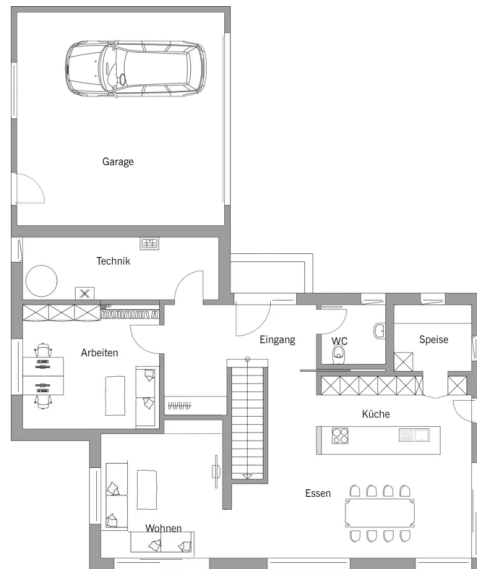 Garage
Technik
Eingang
WC
Speise
Arbeiten
Küche
Essen
Wohnen